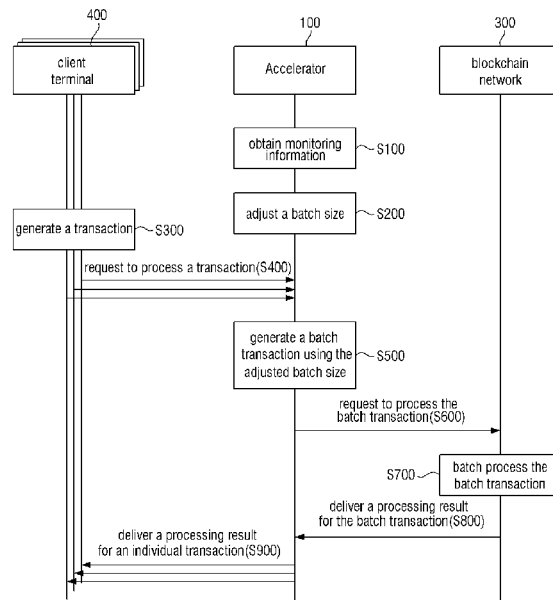 400
100
300
client
terminal
Accelerator
blockchain
network
obtain monitoring
information
S100
adjust a batch size
S200
generate a transaction
S300
request to process a transaction(S400)
generate a batch
transaction using the
adjusted batch size
S500
request to process the
batch transaction(S600)
S700
batch process the
batch transaction
deliver a processing result
for the batch transaction(S800)
deliver a processing result
for an individual transaction(S900)